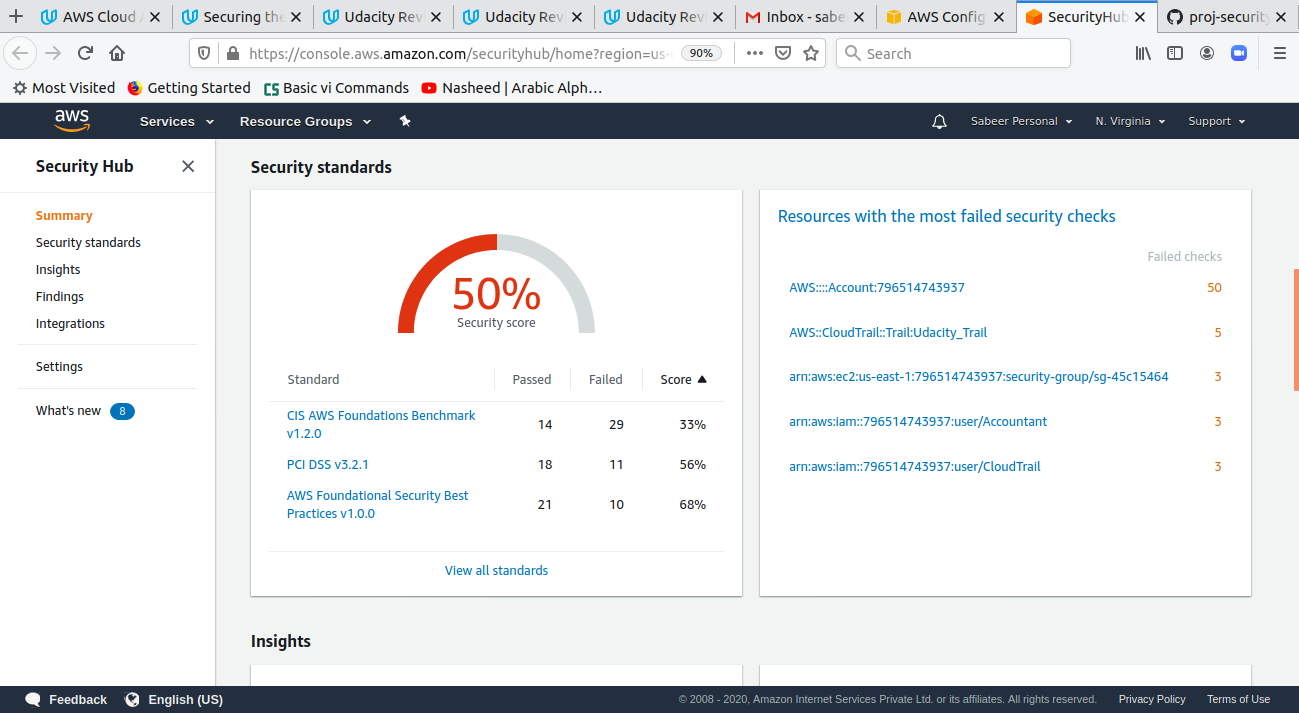 AWS Cloud
Securing the
Udacity Rev
Udacity Rev
Udacity Rev
Inbox - sabe
AWS Config
SecurityHub
proj-security
https://console.aws.amazon.com/securityhub/home?region=us-
90%
Search
Most Visited
Getting Started
CS Basic vi Commands
Nasheed | Arabic Alph…
aws
Services
Resource Groups
Sabeer Personal
N. Virginia
Support
Security Hub
Summary
Security standards
Insights
Findings
Integrations
Settings
What's new 8
Security standards
50%
Security score
Standard Passed Failed Score
CIS AWS Foundations Benchmark
v1.2.0
14 29 33%
PCI DSS v3.2.1 18 11 56%
AWS Foundational Security Best
Practices v1.0.0
21 10 68%
View all standards
Resources with the most failed security checks
Failed checks
AWS::::Account:796514743937 50
AWS::CloudTrail::Trail:Udacity_Trail 5
arn:aws:ec2:us-east-1:796514743937:security-group/sg-45c15464 3
arn:aws:iam::796514743937:user/Accountant 3
arn:aws:iam::796514743937:user/CloudTrail 3
Insights
Feedback
English (US)
© 2008 - 2020, Amazon Internet Services Private Ltd. or its affiliates. All rights reserved.
Privacy Policy
Terms of Use